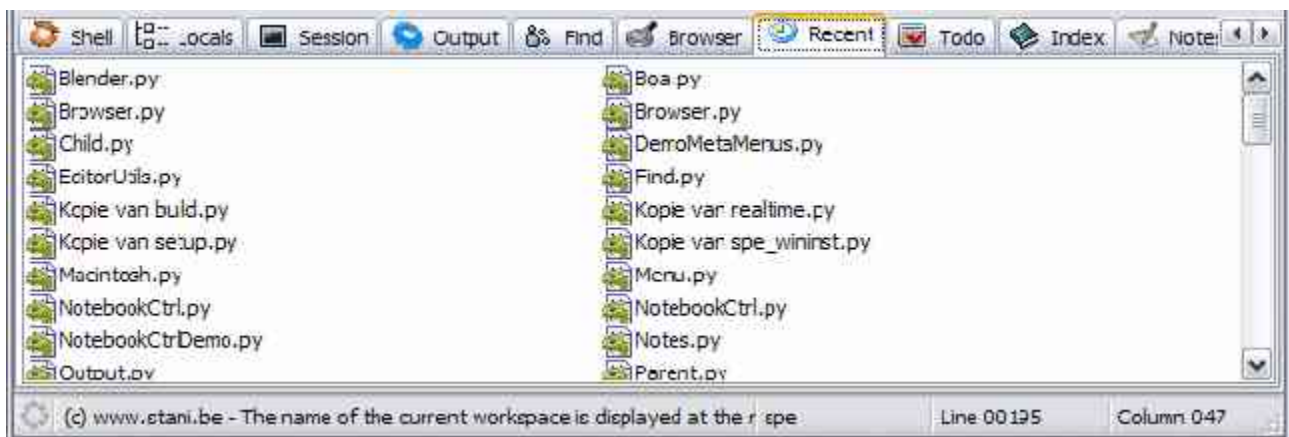 Shell Locals Session Output Find Browser Recent Todo Index Note
Blender.py Boa.py
Browser.py Browser.py
Child.py DemoMetaMenus.py
EditorUtils.py Find.py
Kopie van build.py Kopie van realtime.py
Kopie van setup.py Kopie van spe_wininst.py
Macintosh.py Menu.py
NotebookCtrl.py NotebookCtrl.py
NotebookCtrlDemo.py Notes.py
Output.py Parent.py
(c) www.stani.be - The name of the current workspace is displayed at the r spe Line 00195 Column 047